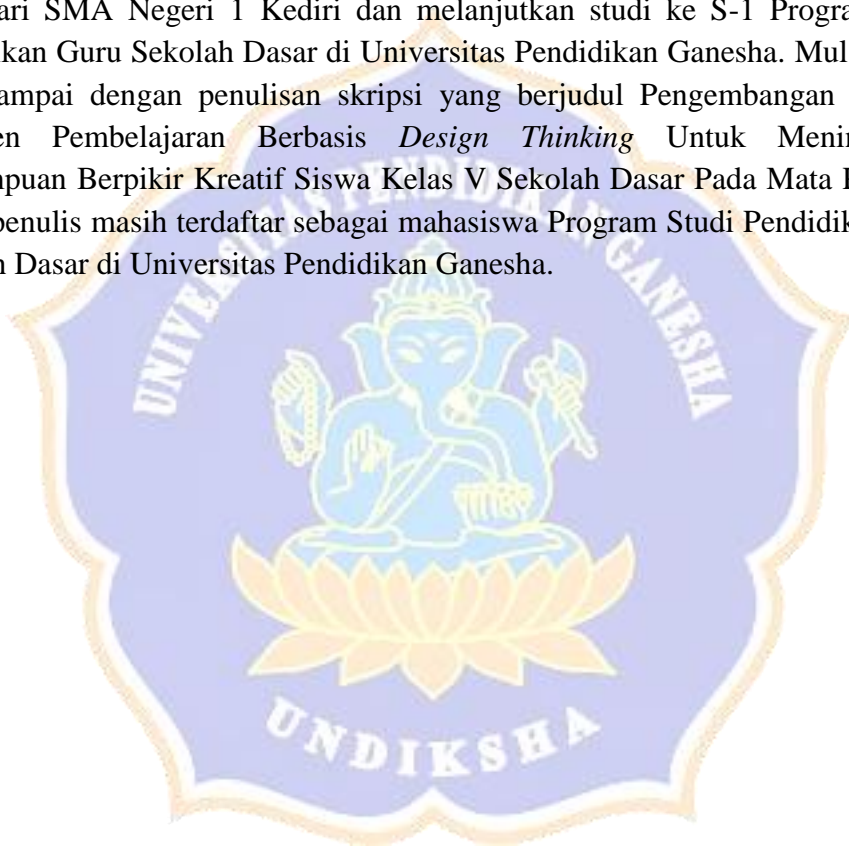 ari SMA Negeri 1 Kediri dan melanjutkan studi ke S-1 Program
ikan Guru Sekolah Dasar di Universitas Pendidikan Ganesha. Mul
ampai dengan penulisan skripsi yang berjudul Pengembangan
en Pembelajaran Berbasis Design Thinking Untuk Menin
puan Berpikir Kreatif Siswa Kelas V Sekolah Dasar Pada Mata
penulis masih terdaftar sebagai mahasiswa Program Studi Pendidik
Dasar di Universitas Pendidikan Ganesha.
UNIVERSITAS PENDIDIKAN GANESHA
UNDIKSHA